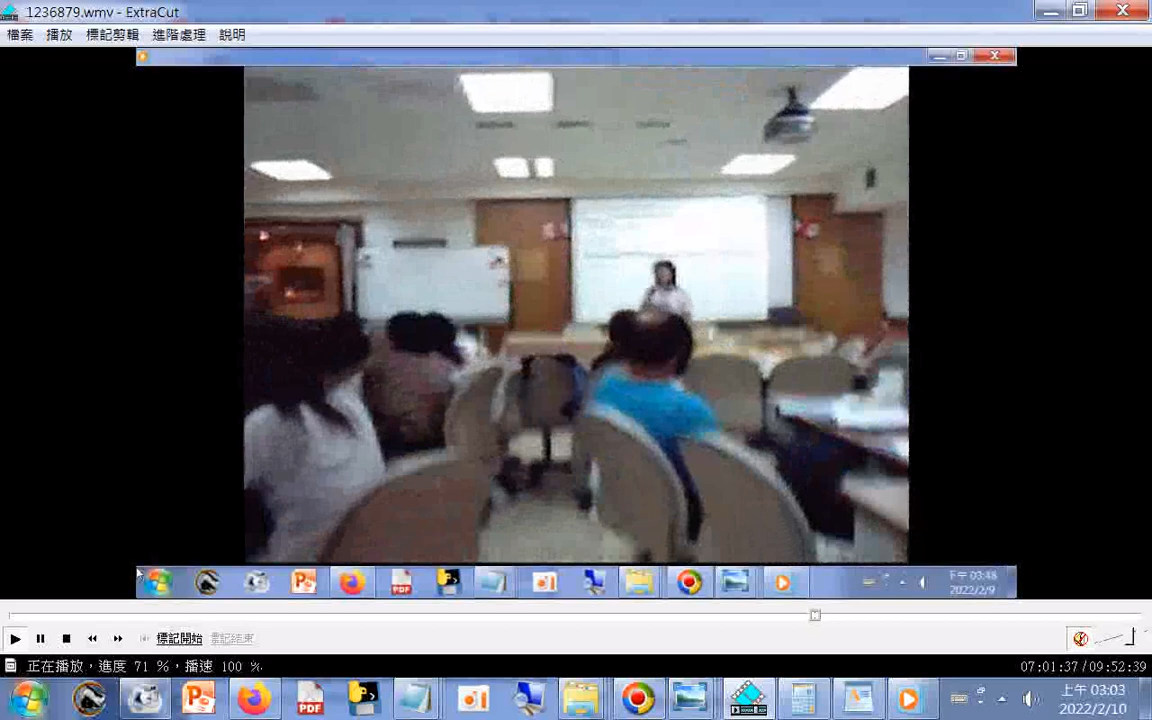 1236879.wmv - ExtraCut
檔案 播放 標記剪輯 進階處理 說明
PDF
下午 03:48
2022/2/9
標記開始 標記結束
正在播放，進度 71 %，播速 100 %.
07:01:37 / 09:52:39
PDF
上午 03:03
2022/2/10